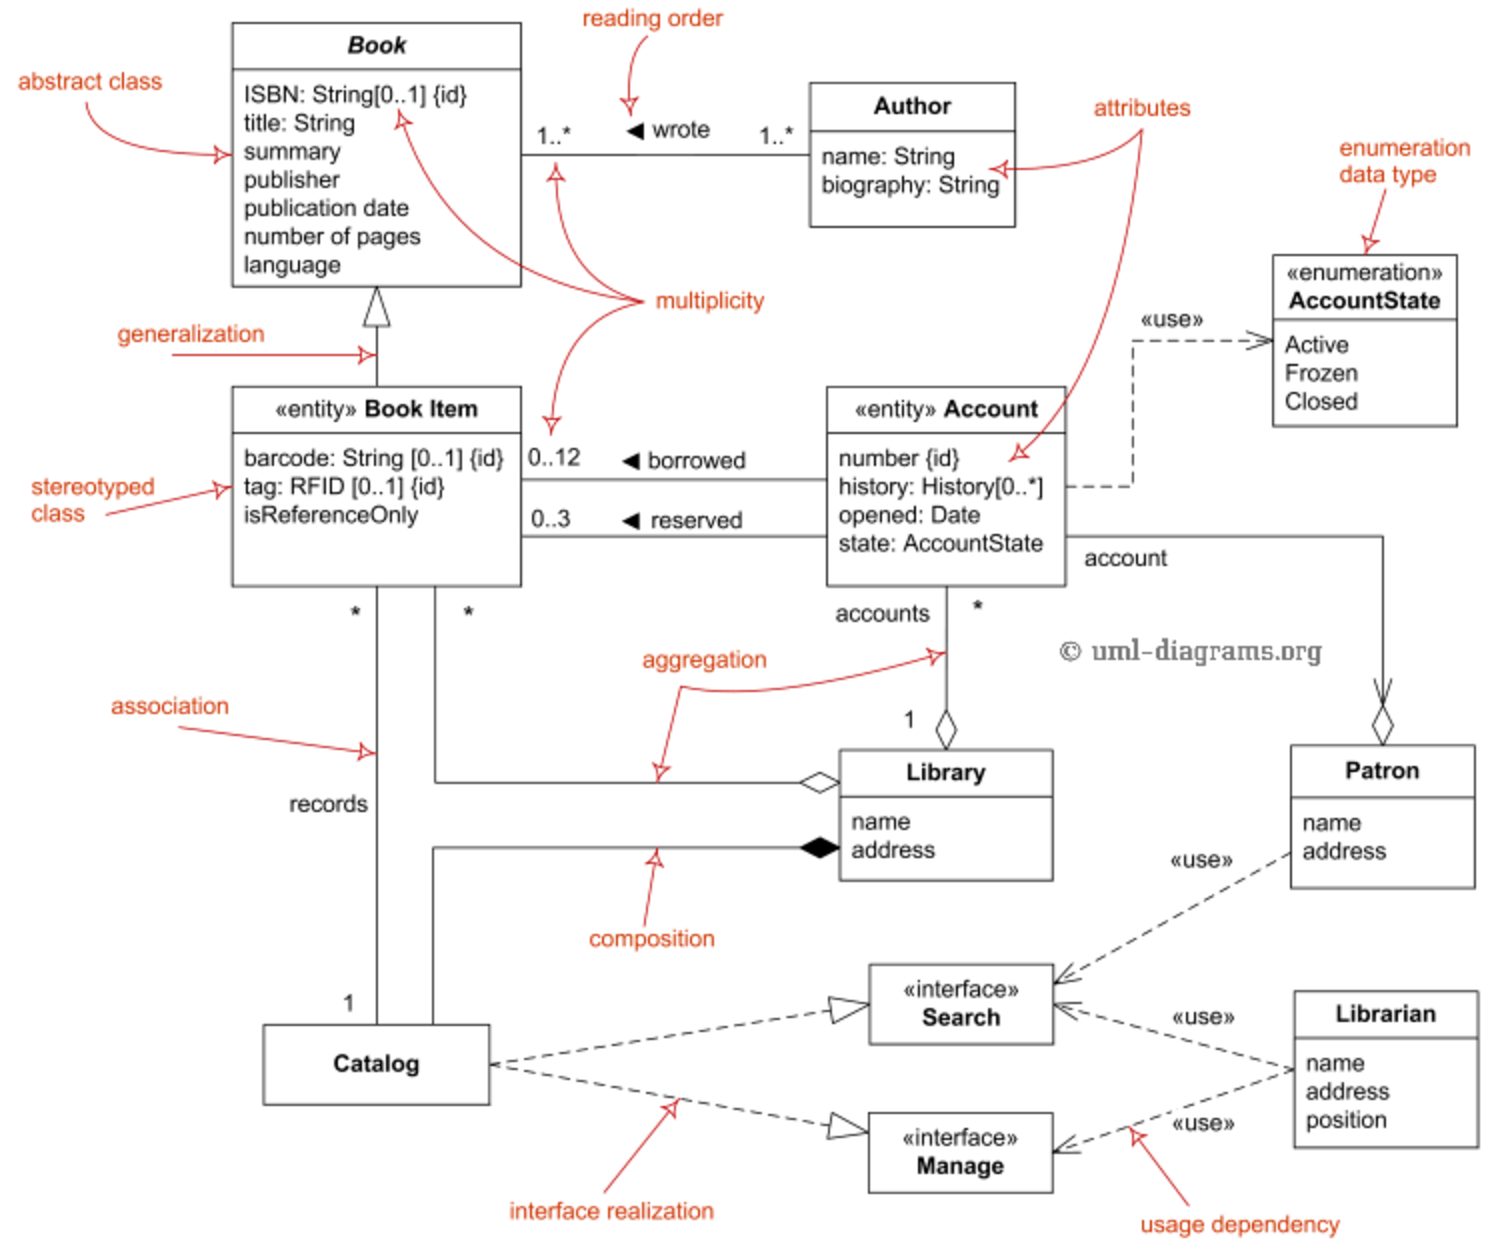 reading order
Book
abstract class
ISBN: String[0..1] {id}
title: String
summary
publisher
publication date
number of pages
language
1..*
◀ wrote
1..*
Author
name: String
biography: String
attributes
enumeration
data type
«enumeration»
AccountState
Active
Frozen
Closed
multiplicity
generalization
«use»
«entity» Book Item
barcode: String [0..1] {id}
tag: RFID [0..1] {id}
isReferenceOnly
stereotyped
class
0..12
◀ borrowed
0..3
◀ reserved
«entity» Account
number {id}
history: History[0..*]
opened: Date
state: AccountState
account
*
*
accounts
*
© uml-diagrams.org
aggregation
association
1
records
Library
name
address
Patron
name
address
composition
«use»
1
Catalog
«interface»
Search
«use»
Librarian
name
address
position
«interface»
Manage
«use»
interface realization
usage dependency